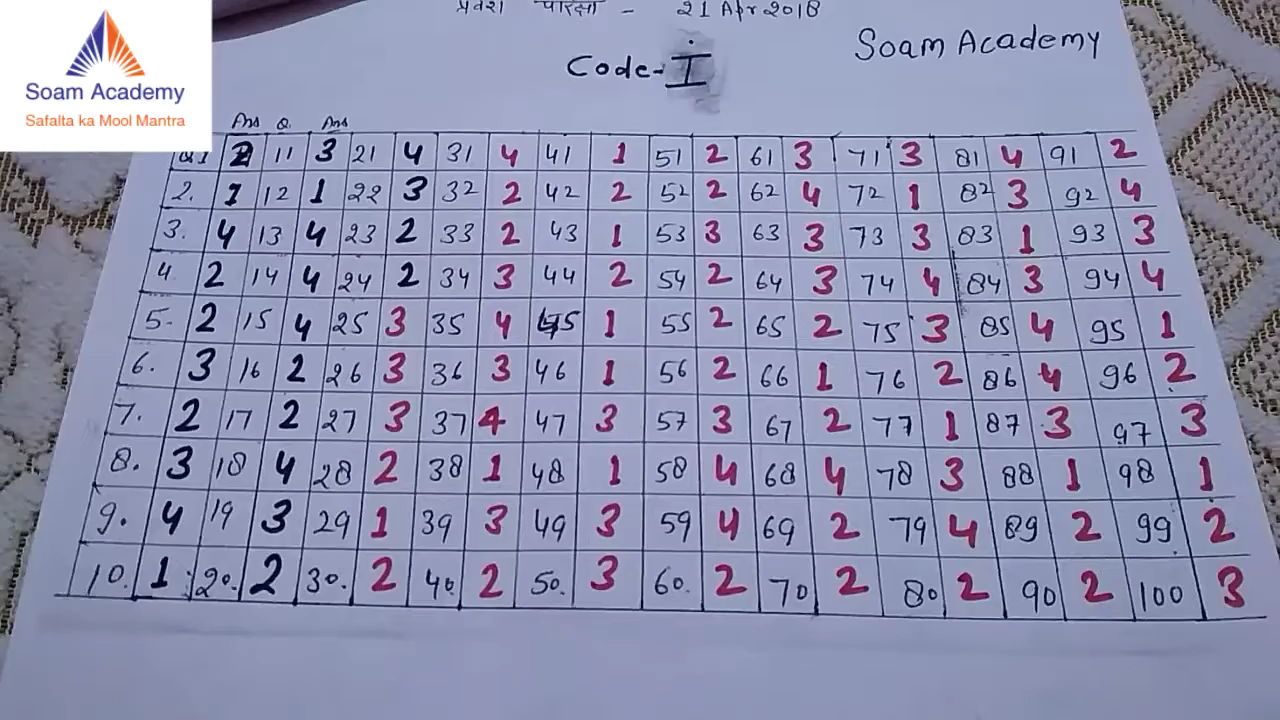 प्रवेश परीक्षा - 21 Apr 2018
Soam Academy
Code-I
Soam Academy
Safalta ka Mool Mantra
Ans Q. Ans
Q.1 2 11 3 21 4 31 4 41 1 51 2 61 3 71 3 81 4 91 2
2. 1 12 1 22 3 32 2 42 2 52 2 62 4 72 1 82 3 92 4
3. 4 13 4 23 2 33 2 43 1 53 3 63 3 73 3 83 1 93 3
4. 2 14 4 24 2 34 3 44 2 54 2 64 3 74 4 84 3 94 4
5. 2 15 4 25 3 35 4 45 1 55 2 65 2 75 3 85 4 95 1
6. 3 16 2 26 3 36 3 46 1 56 2 66 1 76 2 86 4 96 2
7. 2 17 2 27 3 37 4 47 3 57 3 67 2 77 1 87 3 97 3
8. 3 18 4 28 2 38 1 48 1 58 4 68 4 78 3 88 1 98 1
9. 4 19 3 29 1 39 3 49 3 59 4 69 2 79 4 89 2 99 2
10. 1 20. 2 30. 2 40. 2 50. 3 60. 2 70 2 80 2 90 2 100 3